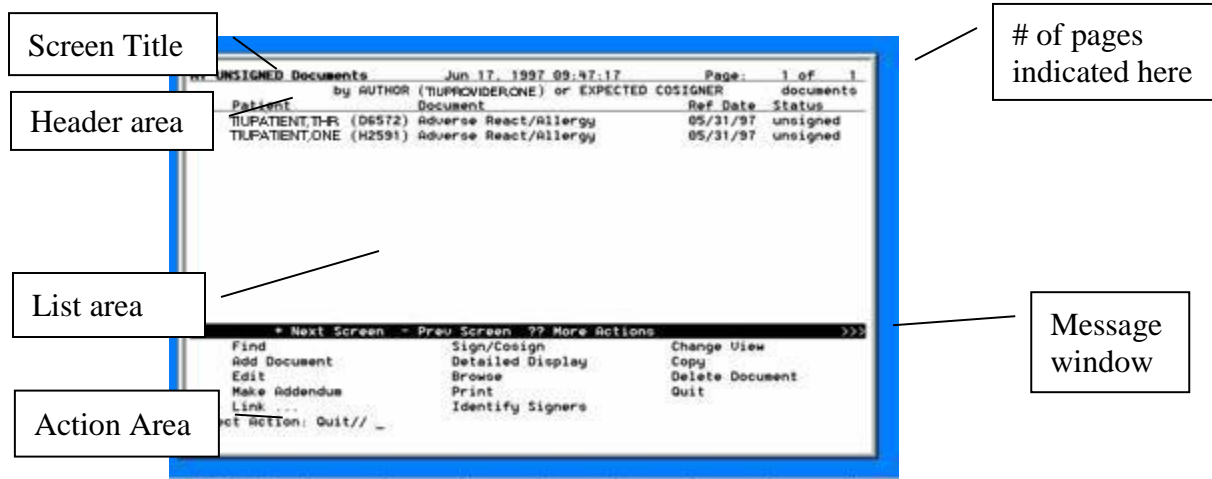 Screen Title
# of pages
indicated here
UNSIGNED Documents Jun 17, 1997 09:47:17 Page: 1 of 1
by AUTHOR (TIUPROVIDER,ONE) or EXPECTED COSIGNER documents
Patient Document Ref Date Status
Header area
TIUPATIENT,THR (D6572) Adverse React/Allergy 05/31/97 unsigned
TIUPATIENT,ONE (H2591) Adverse React/Allergy 05/31/97 unsigned
List area
+ Next Screen - Prev Screen ?? More Actions >>>
Message
window
Find Sign/Cosign Change View
Add Document Detailed Display Copy
Edit Browse Delete Document
Make Addendum Print Quit
Link ... Identify Signers
Action Area
ect Action: Quit// _